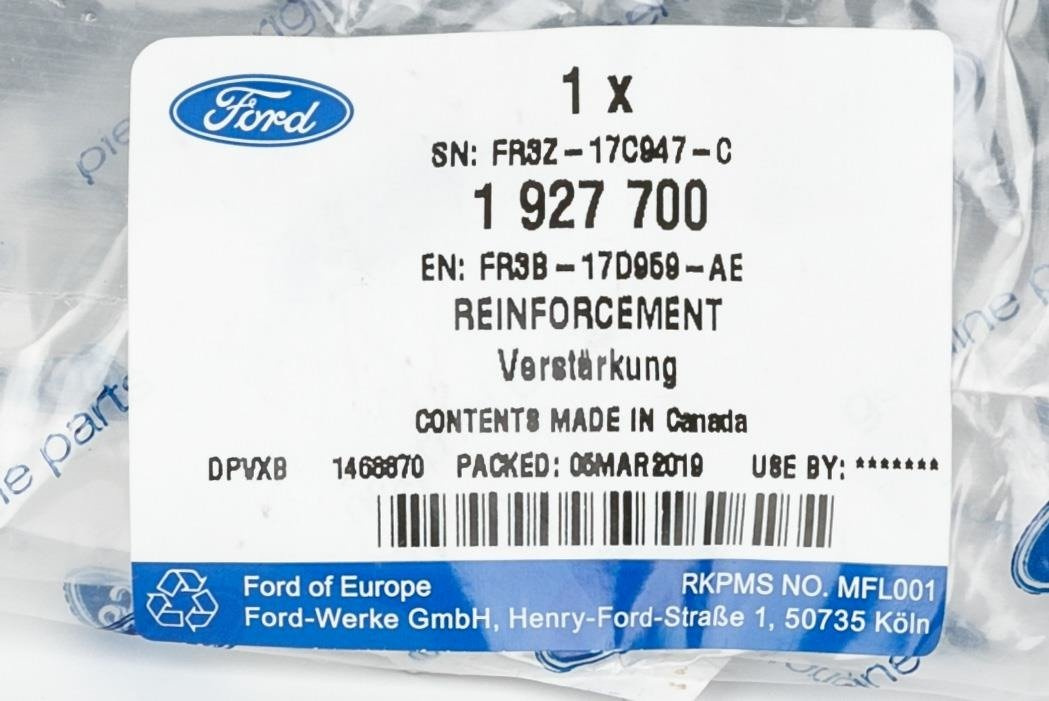 Ford
1 x
SN: FR3Z-17C947-C
1 927 700
EN: FR3B-17D959-AE
REINFORCEMENT
Verstärkung
CONTENTS MADE IN Canada
DPVXB 1468870 PACKED: 05MAR2019 USE BY: *******
Ford of Europe
RKPMS NO. MFL001
Ford-Werke GmbH, Henry-Ford-Straße 1, 50735 Köln